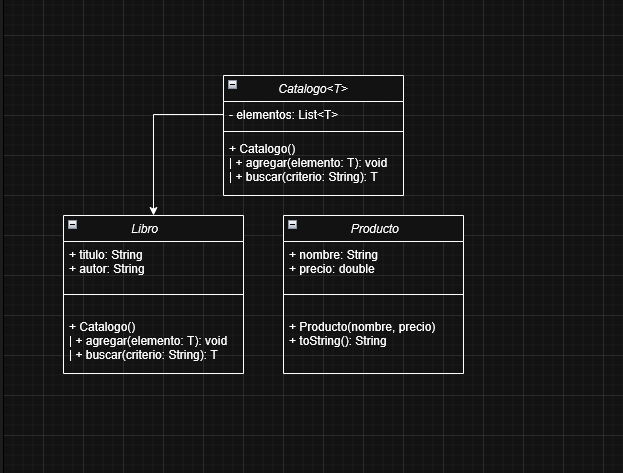 Catalogo<T>
- elementos: List<T>
+ Catalogo()
| + agregar(elemento: T): void
| + buscar(criterio: String): T
Libro
+ titulo: String
+ autor: String
+ Catalogo()
| + agregar(elemento: T): void
| + buscar(criterio: String): T
Producto
+ nombre: String
+ precio: double
+ Producto(nombre, precio)
+ toString(): String